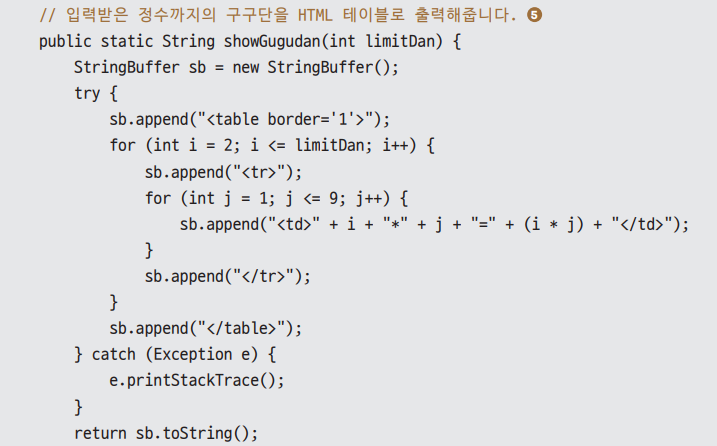 // 입력받은 정수까지의 구구단을 HTML 테이블로 출력해줍니다. ❺
public static String showGugudan(int limitDan) {
    StringBuffer sb = new StringBuffer();
    try {
        sb.append("<table border='1'>");
        for (int i = 2; i <= limitDan; i++) {
            sb.append("<tr>");
            for (int j = 1; j <= 9; j++) {
                sb.append("<td>" + i + "*" + j + "=" + (i * j) + "</td>");
            }
            sb.append("</tr>");
        }
        sb.append("</table>");
    } catch (Exception e) {
        e.printStackTrace();
    }
    return sb.toString();